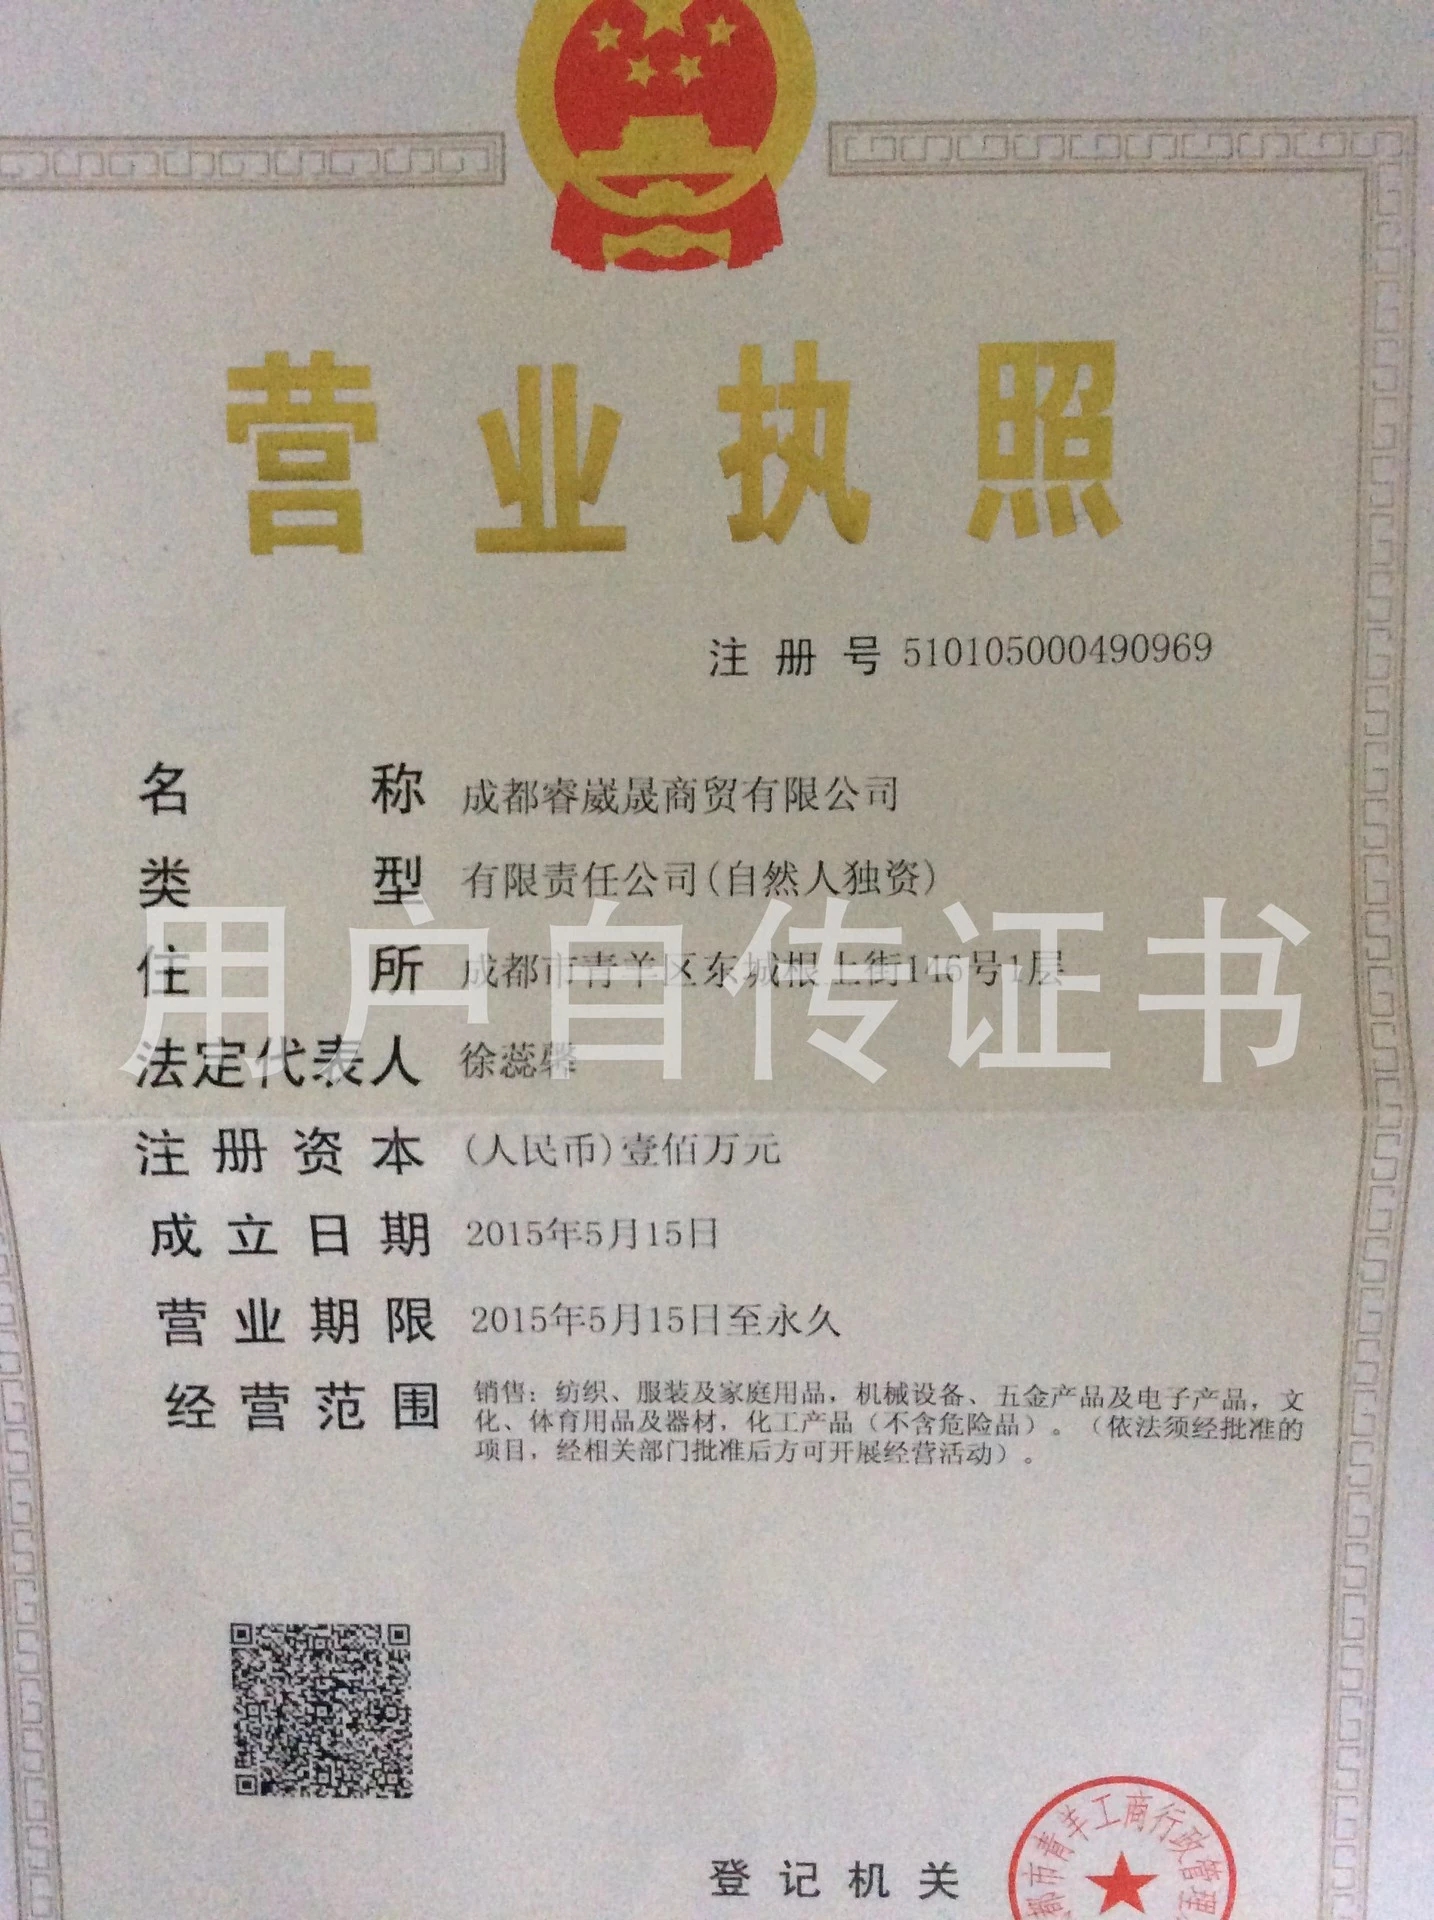 营业执照
注册号 510105000490969
名称 成都睿崴晟商贸有限公司
类型 有限责任公司(自然人独资)
住所 成都市青羊区东城根上街146号1层
法定代表人 徐蕊馨
注册资本 (人民币)壹佰万元
成立日期 2015年5月15日
营业期限 2015年5月15日至永久
经营范围 销售：纺织、服装及家庭用品，机械设备、五金产品及电子产品，文
化、体育用品及器材，化工产品（不含危险品）。（依法须经批准的
项目，经相关部门批准后方可开展经营活动）。
用户自传证书
登记机关
都市青羊工商行政管理